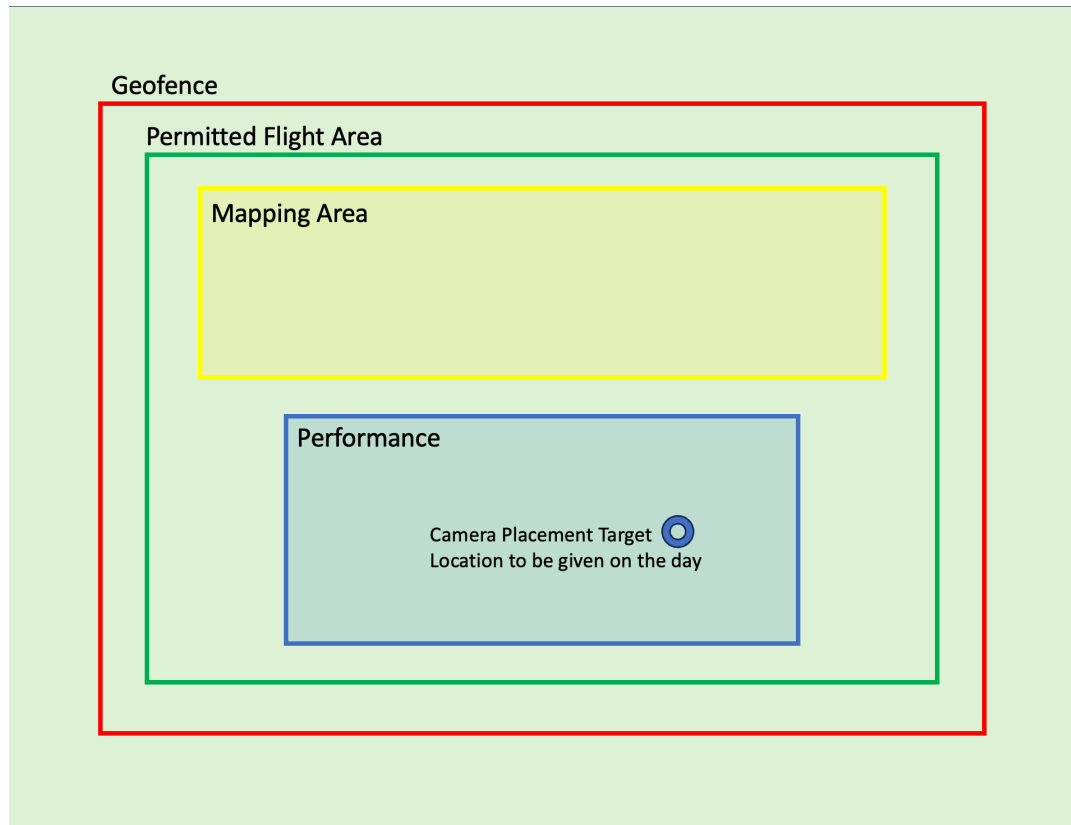 Geofence
Permitted Flight Area
Mapping Area
Performance
Camera Placement Target
Location to be given on the day